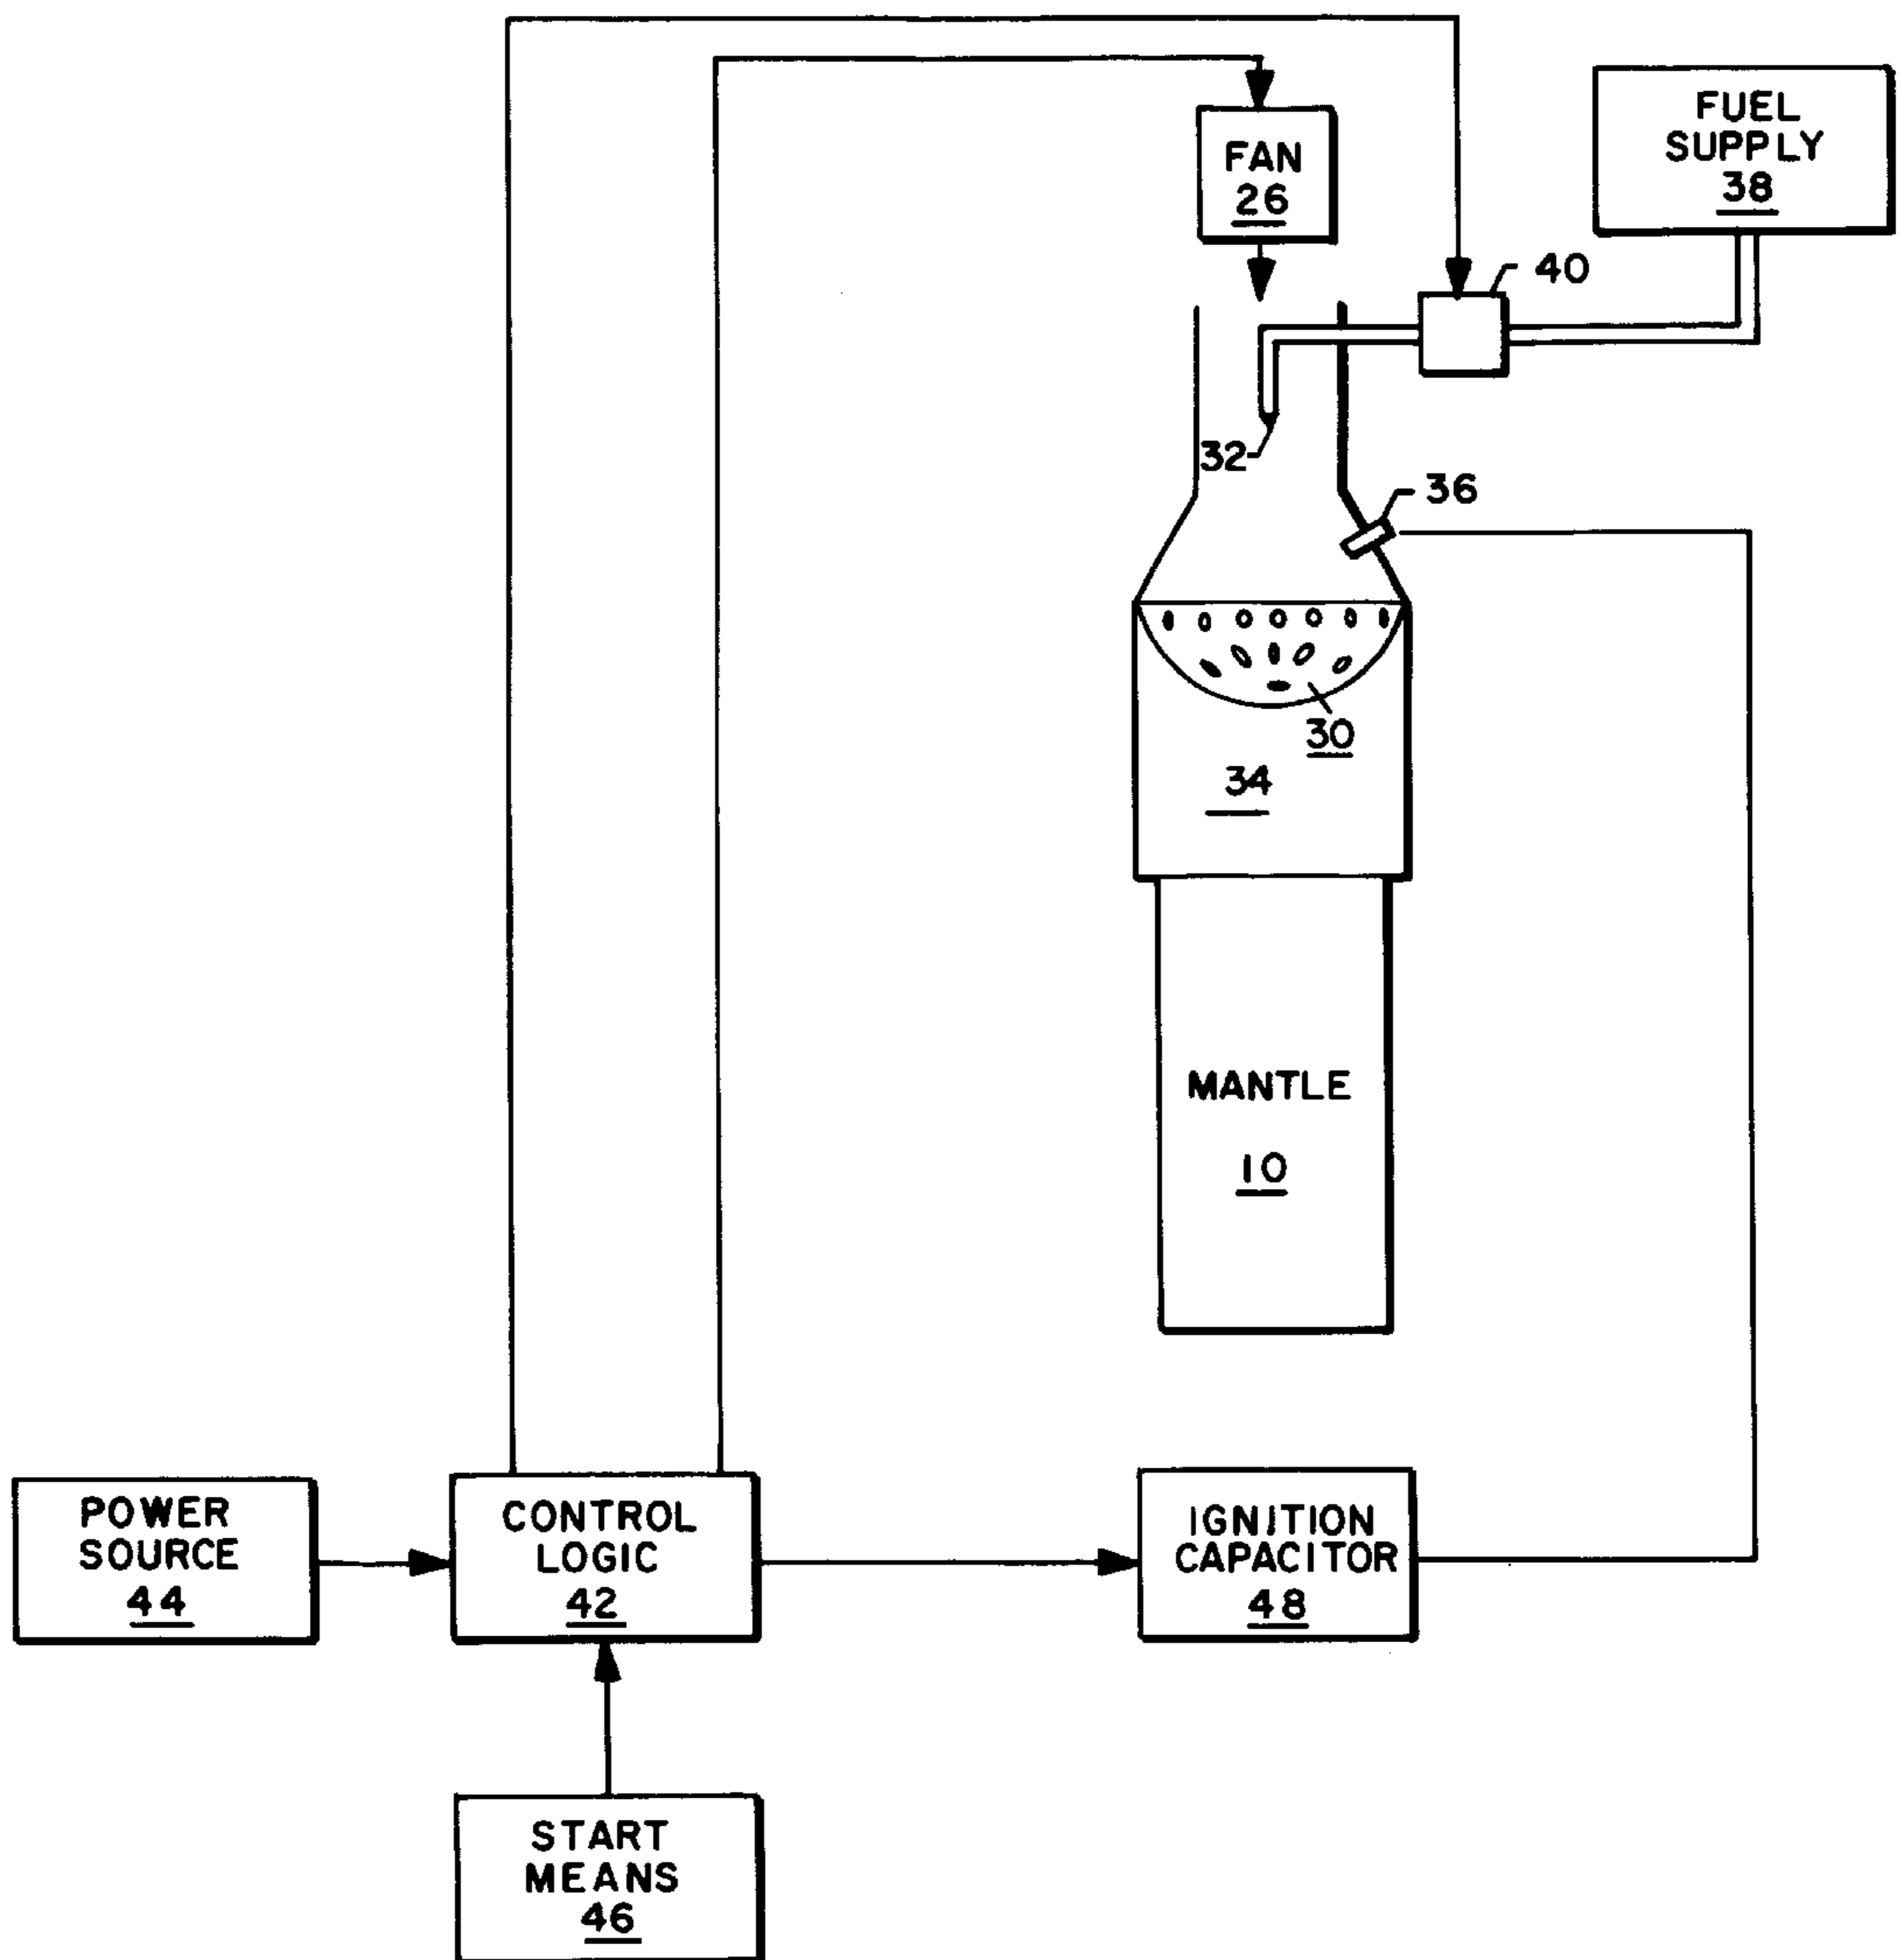 FAN
26
FUEL
SUPPLY
38
40
32
36
30
34
MANTLE
10
POWER
SOURCE
44
CONTROL
LOGIC
42
IGNITION
CAPACITOR
48
START
MEANS
46